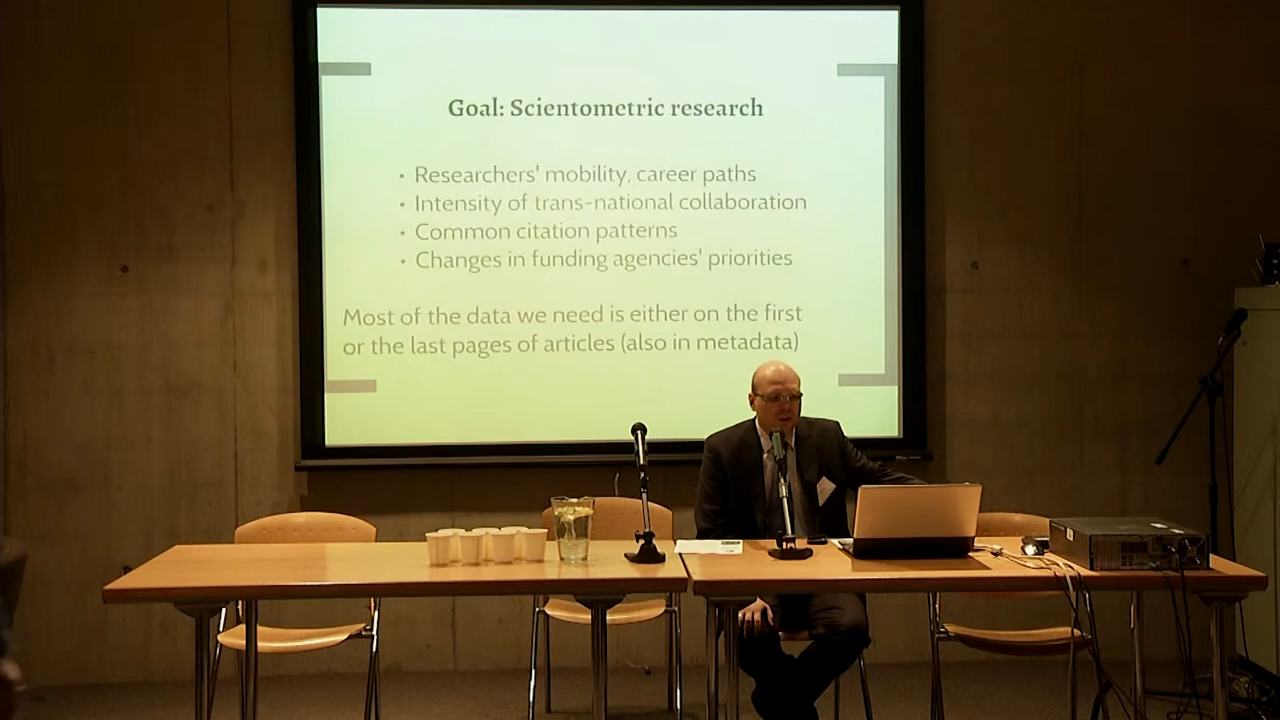 Goal: Scientometric research
• Researchers' mobility, career paths
• Intensity of trans-national collaboration
• Common citation patterns
• Changes in funding agencies' priorities
Most of the data we need is either on the first
or the last pages of articles (also in metadata)